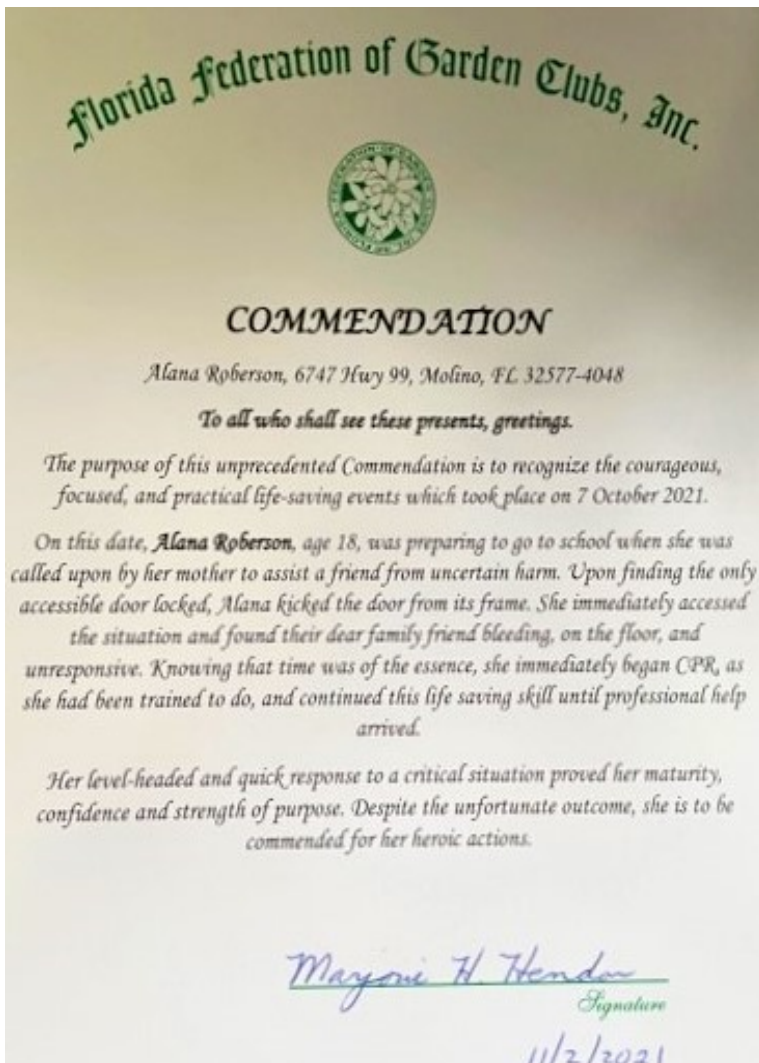 Florida Federation of Garden Clubs, Inc.
COMMENDATION
Alana Roberson, 6747 Hwy 99, Molino, FL 32577-4048
To all who shall see these presents, greetings.
The purpose of this unprecedented Commendation is to recognize the courageous,
focused, and practical life-saving events which took place on 7 October 2021.
On this date, Alana Roberson, age 18, was preparing to go to school when she was
called upon by her mother to assist a friend from uncertain harm. Upon finding the only
accessible door locked, Alana kicked the door from its frame. She immediately accessed
the situation and found their dear family friend bleeding, on the floor, and
unresponsive. Knowing that time was of the essence, she immediately began CPR, as
she had been trained to do, and continued this life saving skill until professional help
arrived.
Her level-headed and quick response to a critical situation proved her maturity,
confidence and strength of purpose. Despite the unfortunate outcome, she is to be
commended for her heroic actions.
H.
Signature
11/2/2021